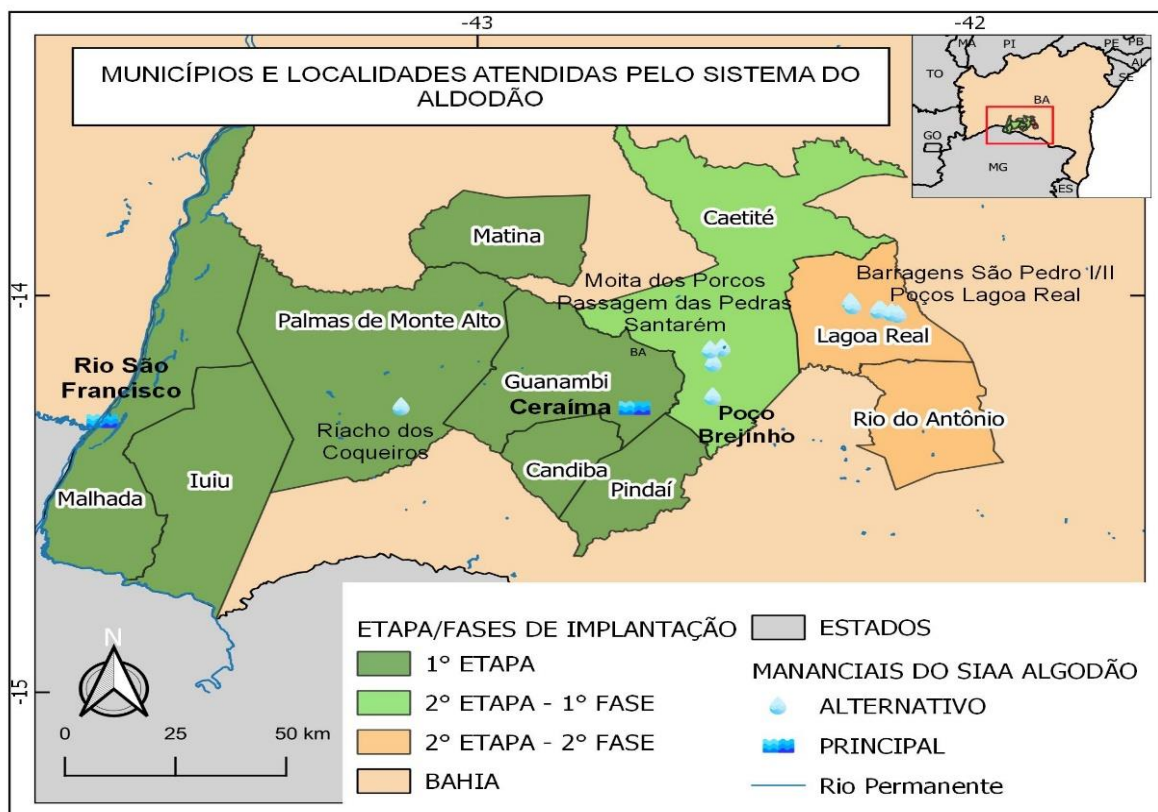 -43
-42
MUNICÍPIOS E LOCALIDADES ATENDIDAS PELO SISTEMA DO
ALDODÃO
MA
PI
PE
PB
AL
SE
TO
BA
GO
MG
ES
Caetité
Matina
-14
Moita dos Porcos
Passagem das Pedras
Santarém
Barragens São Pedro I/II
Poços Lagoa Real
Palmas de Monte Alto
Lagoa Real
BA
Rio São
Francisco
Guanambi
Ceraíma
Poço
Brejinho
Rio do Antônio
Riacho dos
Coqueiros
Candiba
Iuiu
Malhada
Pindaí
N
-15
0
25
50 km
ETAPA/FASES DE IMPLANTAÇÃO
1° ETAPA
2° ETAPA - 1° FASE
2° ETAPA - 2° FASE
BAHIA
ESTADOS
MANANCIAIS DO SIAA ALGODÃO
ALTERNATIVO
PRINCIPAL
Rio Permanente